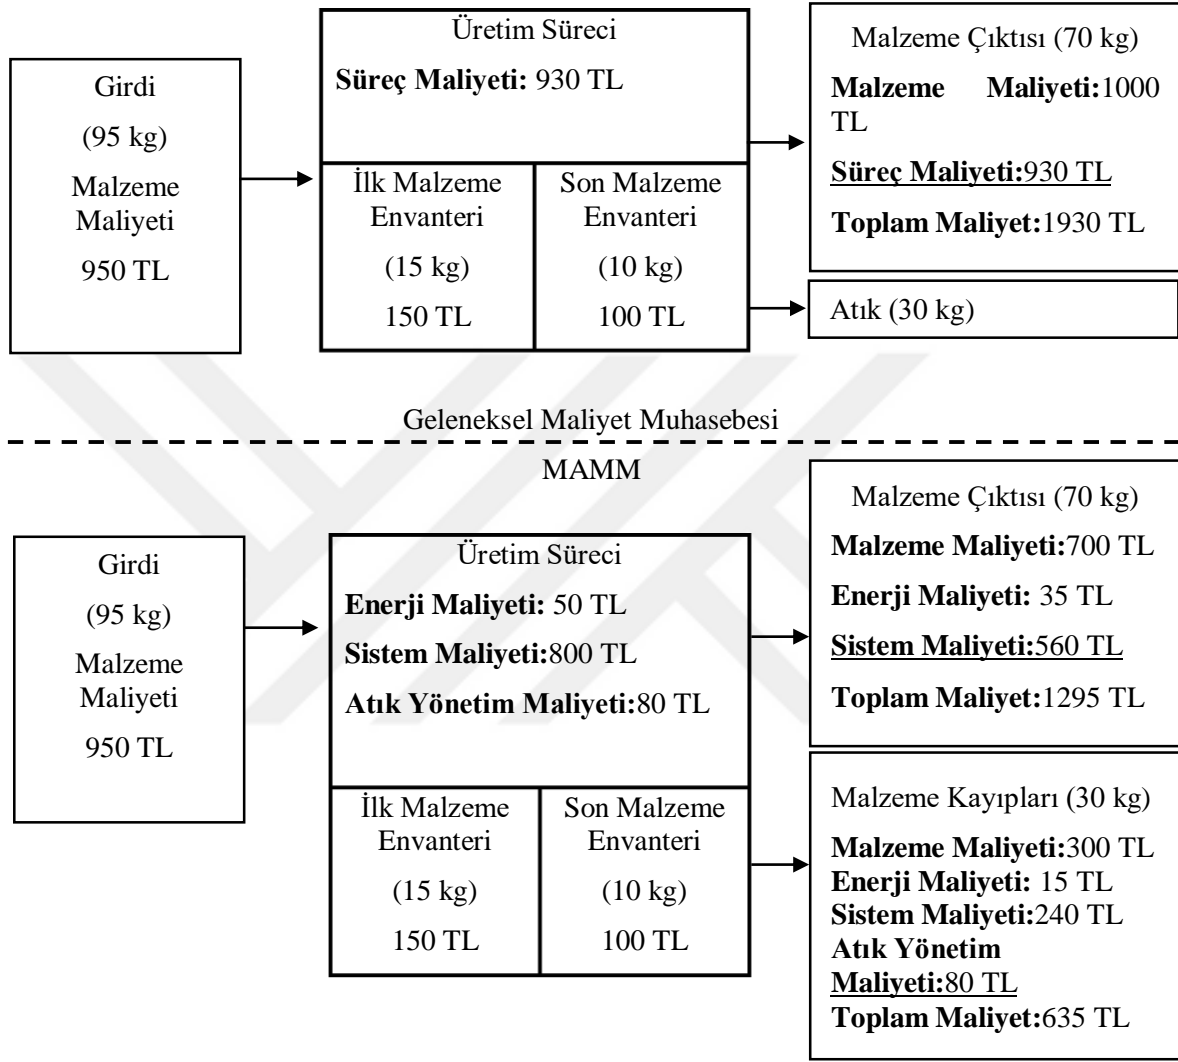 Girdi
(95 kg)
Malzeme
Maliyeti
950 TL
Üretim Süreci
Süreç Maliyeti: 930 TL
İlk Malzeme
Envanteri
(15 kg)
150 TL
Son Malzeme
Envanteri
(10 kg)
100 TL
Malzeme Çıktısı (70 kg)
Malzeme Maliyeti:1000
TL
Süreç Maliyeti:930 TL
Toplam Maliyet:1930 TL
Atık (30 kg)
Geleneksel Maliyet Muhasebesi
MAMM
Girdi
(95 kg)
Malzeme
Maliyeti
950 TL
Üretim Süreci
Enerji Maliyeti: 50 TL
Sistem Maliyeti:800 TL
Atık Yönetim Maliyeti:80 TL
İlk Malzeme
Envanteri
(15 kg)
150 TL
Son Malzeme
Envanteri
(10 kg)
100 TL
Malzeme Çıktısı (70 kg)
Malzeme Maliyeti:700 TL
Enerji Maliyeti: 35 TL
Sistem Maliyeti:560 TL
Toplam Maliyet:1295 TL
Malzeme Kayıpları (30 kg)
Malzeme Maliyeti:300 TL
Enerji Maliyeti: 15 TL
Sistem Maliyeti:240 TL
Atık Yönetim
Maliyeti:80 TL
Toplam Maliyet:635 TL